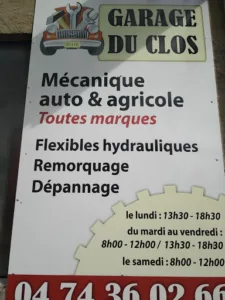 GARAGE
DU CLOS
Mécanique
auto & agricole
Toutes marques
Flexibles hydrauliques
Remorquage
Dépannage
le lundi : 13h30 - 18h30
du mardi au vendredi :
8h00 - 12h00 / 13h30 - 18h30
le samedi : 8h00 - 12h00
04 74 36 02 66